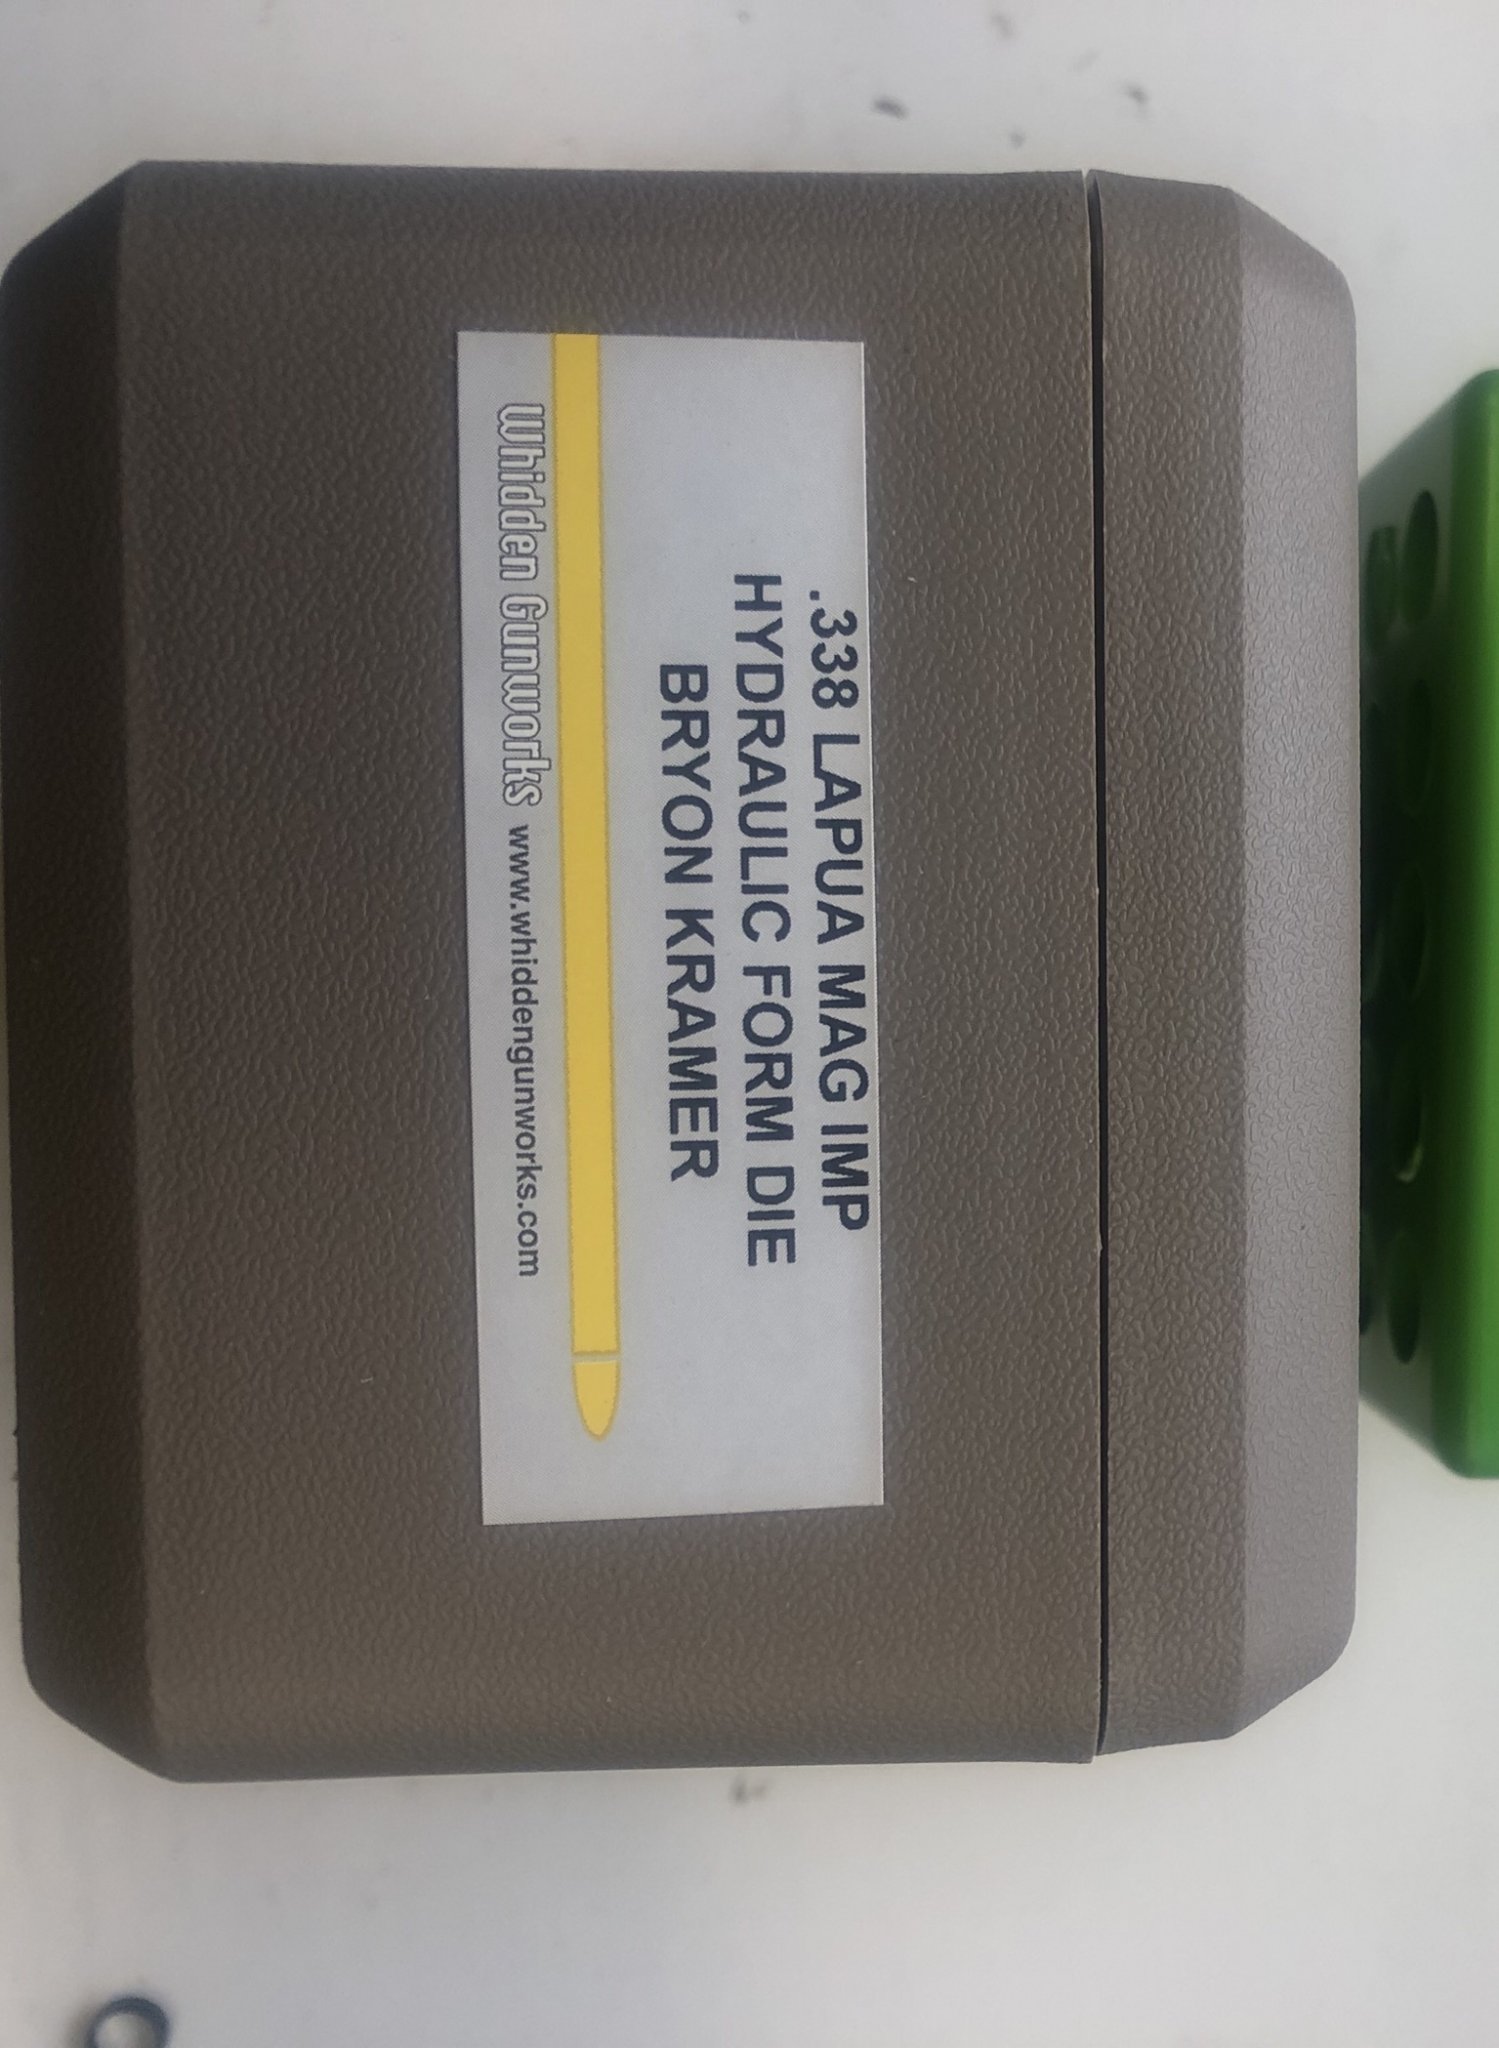 .338 LAPUA MAG IMP
HYDRAULIC FORM DIE
BRYON KRAMER
Whidden Gunworks www.whiddengunworks.com